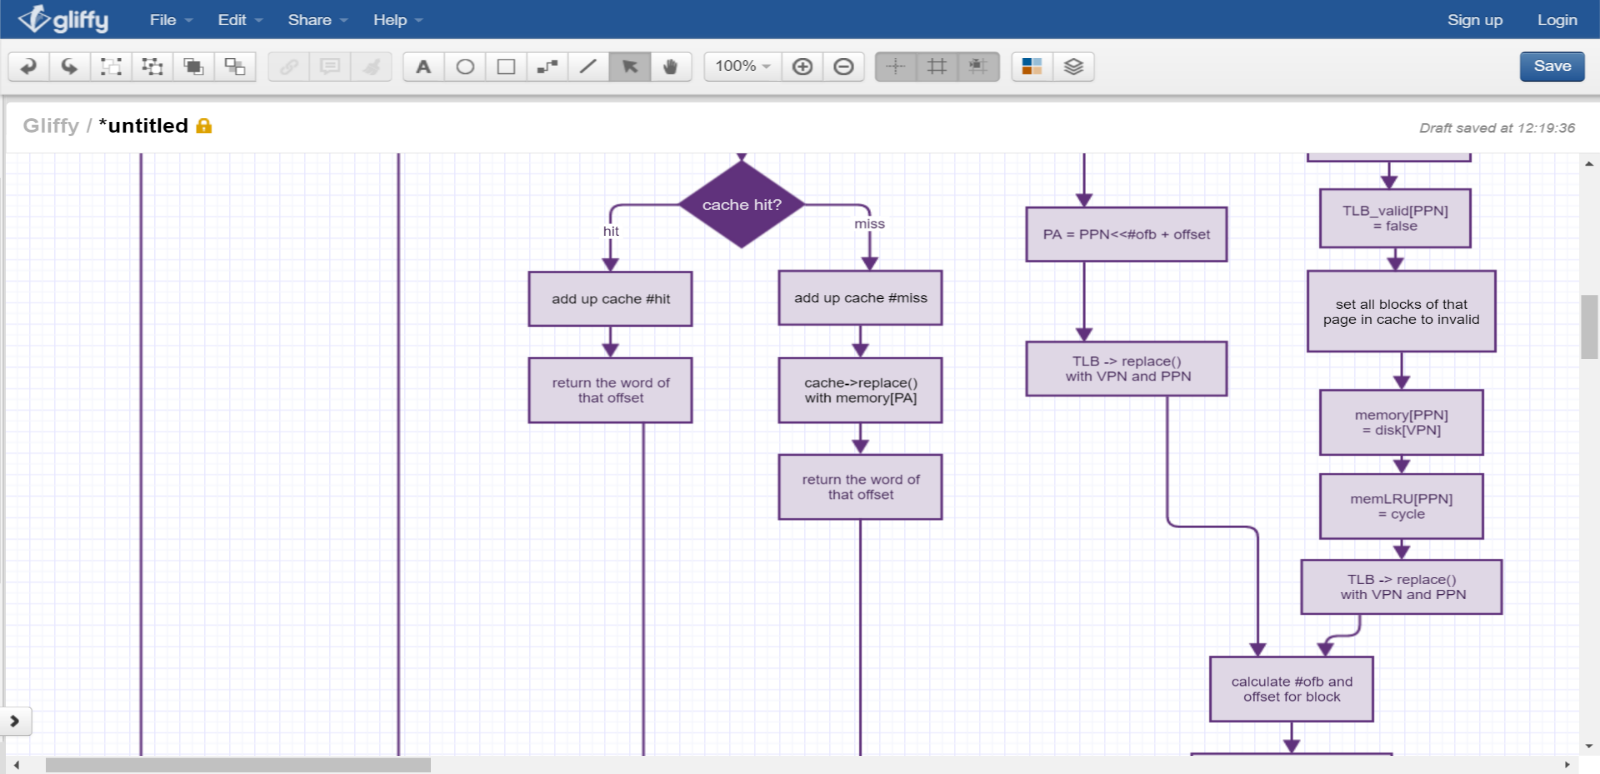 gliffy
File
Edit
Share
Help
Sign up
Login
A
100%
Save
Gliffy / *untitled
Draft saved at 12:19:36
cache hit?
hit
miss
add up cache #hit
return the word of
that offset
add up cache #miss
cache->replace()
with memory[PA]
return the word of
that offset
PA = PPN<<#ofb + offset
TLB -> replace()
with VPN and PPN
TLB_valid[PPN]
= false
set all blocks of that
page in cache to invalid
memory[PPN]
= disk[VPN]
memLRU[PPN]
= cycle
TLB -> replace()
with VPN and PPN
calculate #ofb and
offset for block